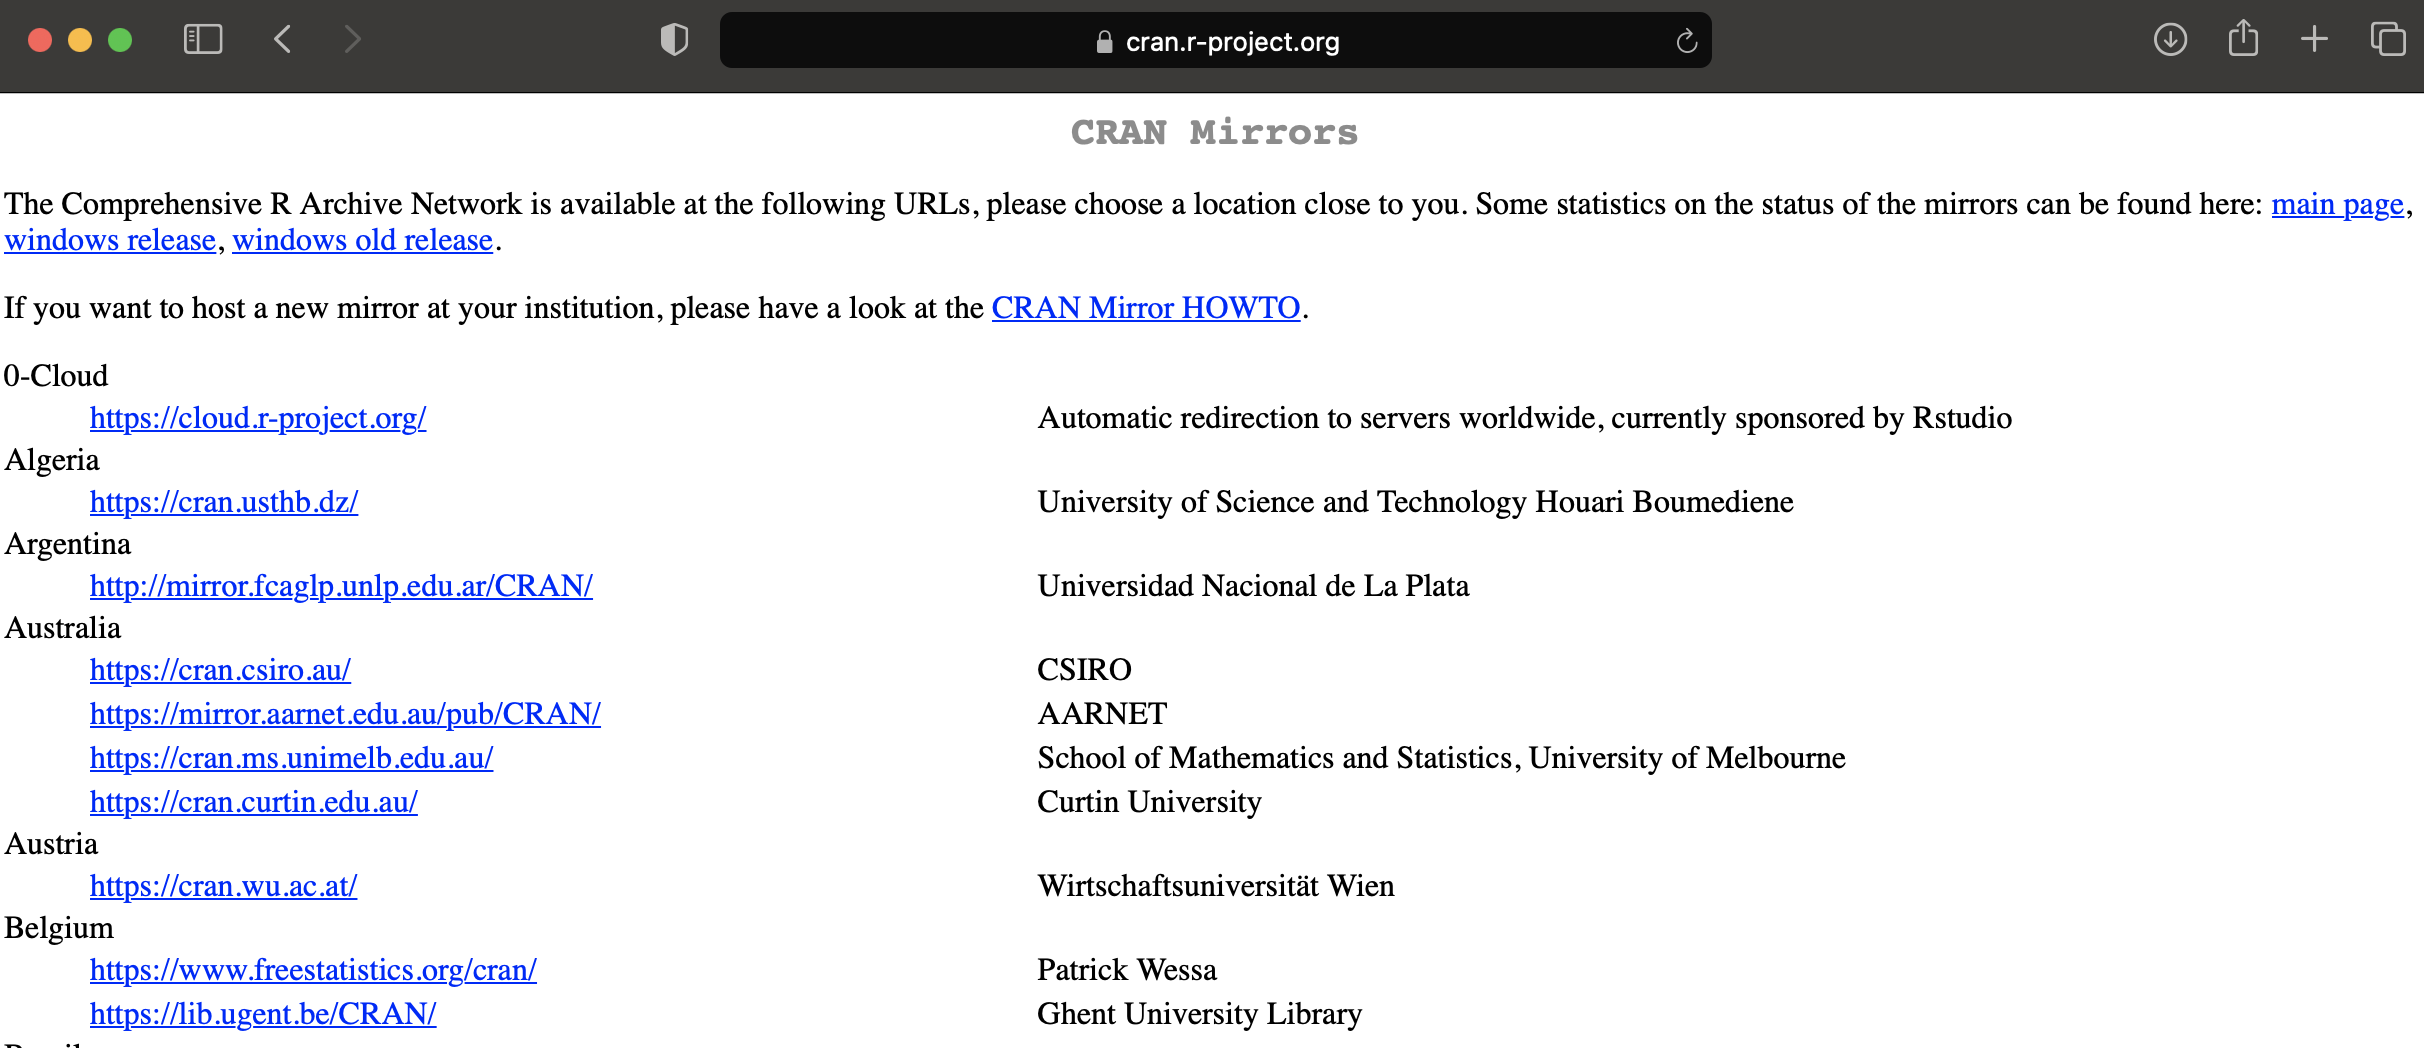 cran.r-project.org
CRAN Mirrors
The Comprehensive R Archive Network is available at the following URLs, please choose a location close to you. Some statistics on the status of the mirrors can be found here: main page,
windows release, windows old release.
If you want to host a new mirror at your institution, please have a look at the CRAN Mirror HOWTO.
0-Cloud
https://cloud.r-project.org/ Automatic redirection to servers worldwide, currently sponsored by Rstudio
Algeria
https://cran.usthb.dz/ University of Science and Technology Houari Boumediene
Argentina
http://mirror.fcaglp.unlp.edu.ar/CRAN/ Universidad Nacional de La Plata
Australia
https://cran.csiro.au/ CSIRO
https://mirror.aarnet.edu.au/pub/CRAN/ AARNET
https://cran.ms.unimelb.edu.au/ School of Mathematics and Statistics, University of Melbourne
https://cran.curtin.edu.au/ Curtin University
Austria
https://cran.wu.ac.at/ Wirtschaftsuniversität Wien
Belgium
https://www.freestatistics.org/cran/ Patrick Wessa
https://lib.ugent.be/CRAN/ Ghent University Library